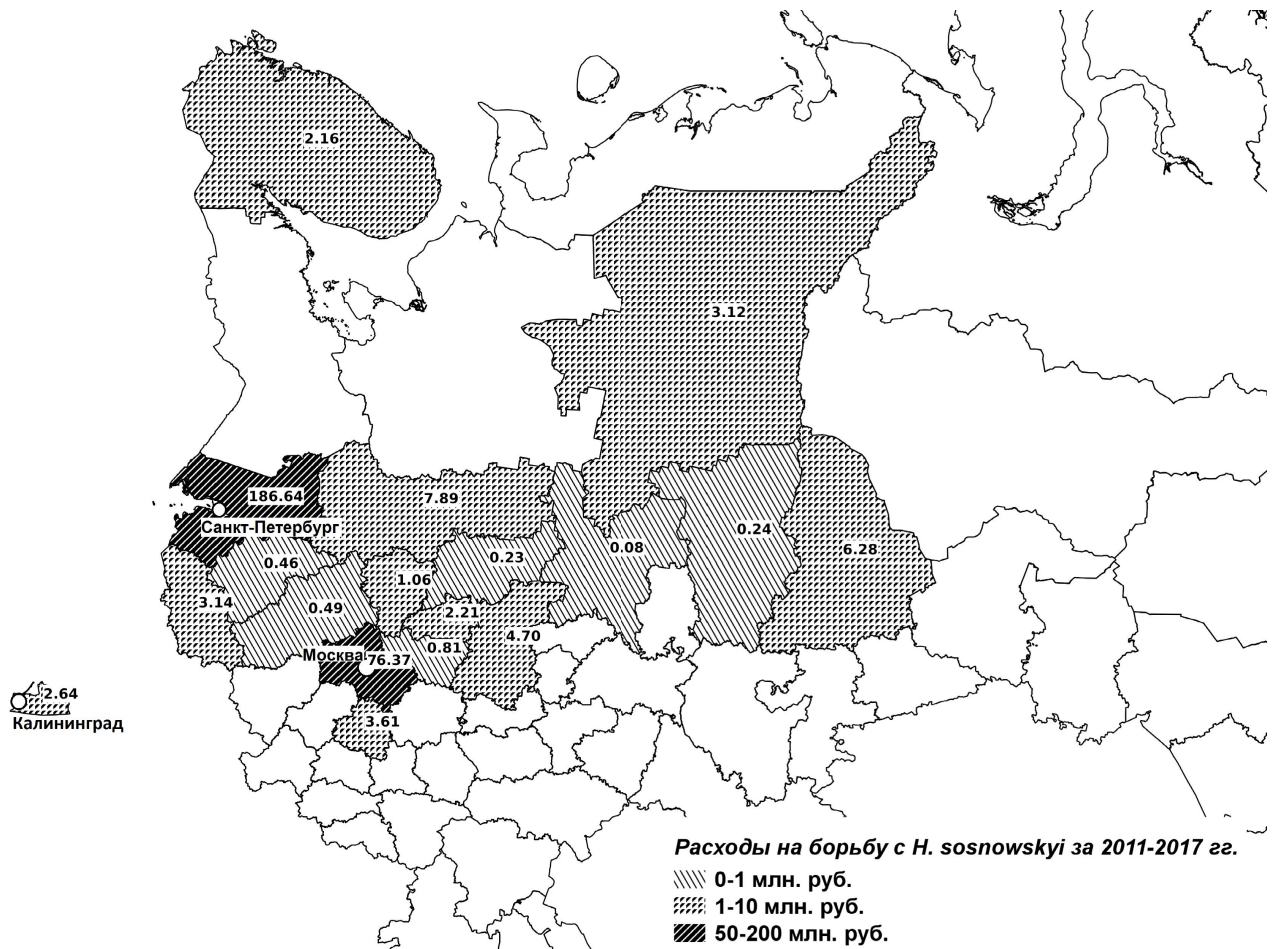 2.16
3.12
186.64
Санкт-Петербург
7.89
0.46
0.23
0.08
0.24
6.28
3.14
0.49
1.06
2.21
4.70
0.81
Москва
76.37
2.64
Калининград
3.61
Расходы на борьбу с H. sosnowskyi за 2011-2017 гг.
0-1 млн. руб.
1-10 млн. руб.
50-200 млн. руб.